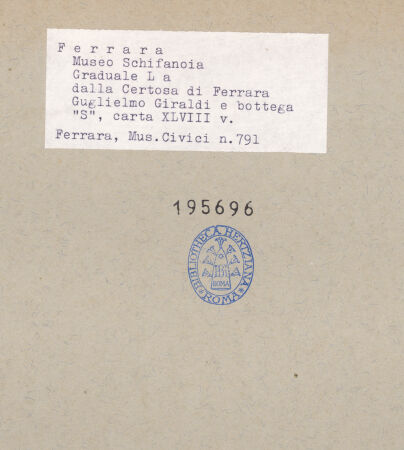 F e r r a r a
Museo Schifanoia
Graduale L a
dalla Certosa di Ferrara
Guglielmo Giraldi e bottega
"S", carta XLVIII v.
Ferrara, Mus.Civici n.791
195696
BIBLIOTHECA HERTZIANA
ROMA
ROMA